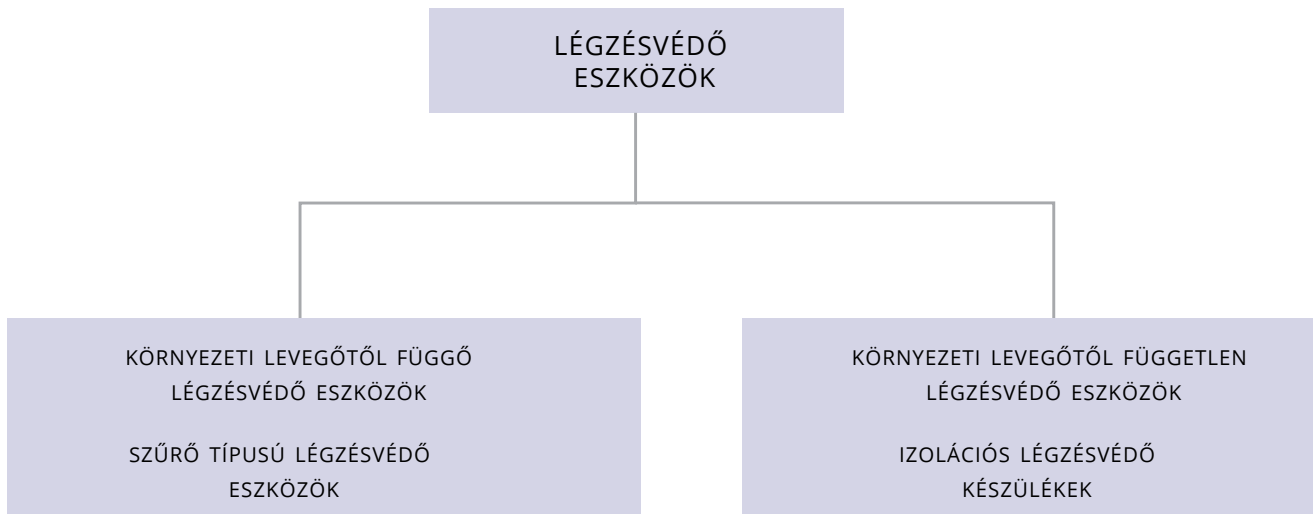 LÉGZÉSVÉDŐ
ESZKÖZÖK
KÖRNYEZETI LEVEGŐTŐL FÜGGŐ
LÉGZÉSVÉDŐ ESZKÖZÖK
SZŰRŐ TÍPUSÚ LÉGZÉSVÉDŐ
ESZKÖZÖK
KÖRNYEZETI LEVEGŐTŐL FÜGGETLEN
LÉGZÉSVÉDŐ ESZKÖZÖK
IZOLÁCIÓS LÉGZÉSVÉDŐ
KÉSZÜLÉKEK